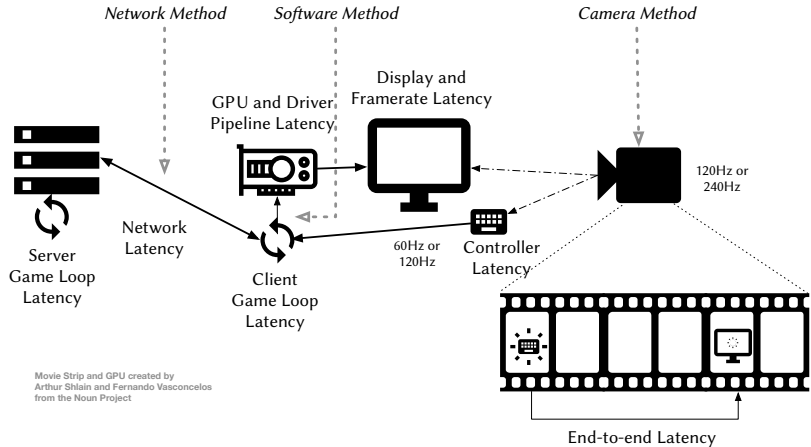 Network Method
Software Method
Camera Method
Display and
Framerate Latency
GPU and Driver
Pipeline Latency
120Hz or
240Hz
Network
Latency
60Hz or
120Hz
Controller
Latency
Server
Game Loop
Latency
Client
Game Loop
Latency
Movie Strip and GPU created by
Arthur Shlain and Fernando Vasconcelos
from the Noun Project
End-to-end Latency